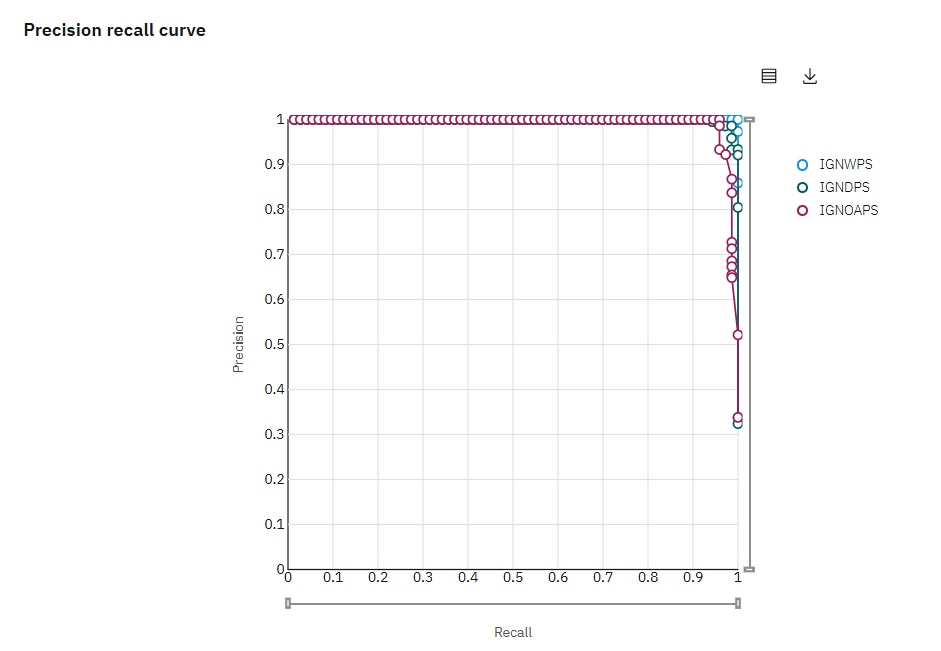 Precision recall curve
1
0.9
0.8
0.7
0.6
0.5
0.4
0.3
0.2
0.1
0
Precision
0 0.1 0.2 0.3 0.4 0.5 0.6 0.7 0.8 0.9 1
Recall
IGNWPS
IGNDPS
IGNOAPS